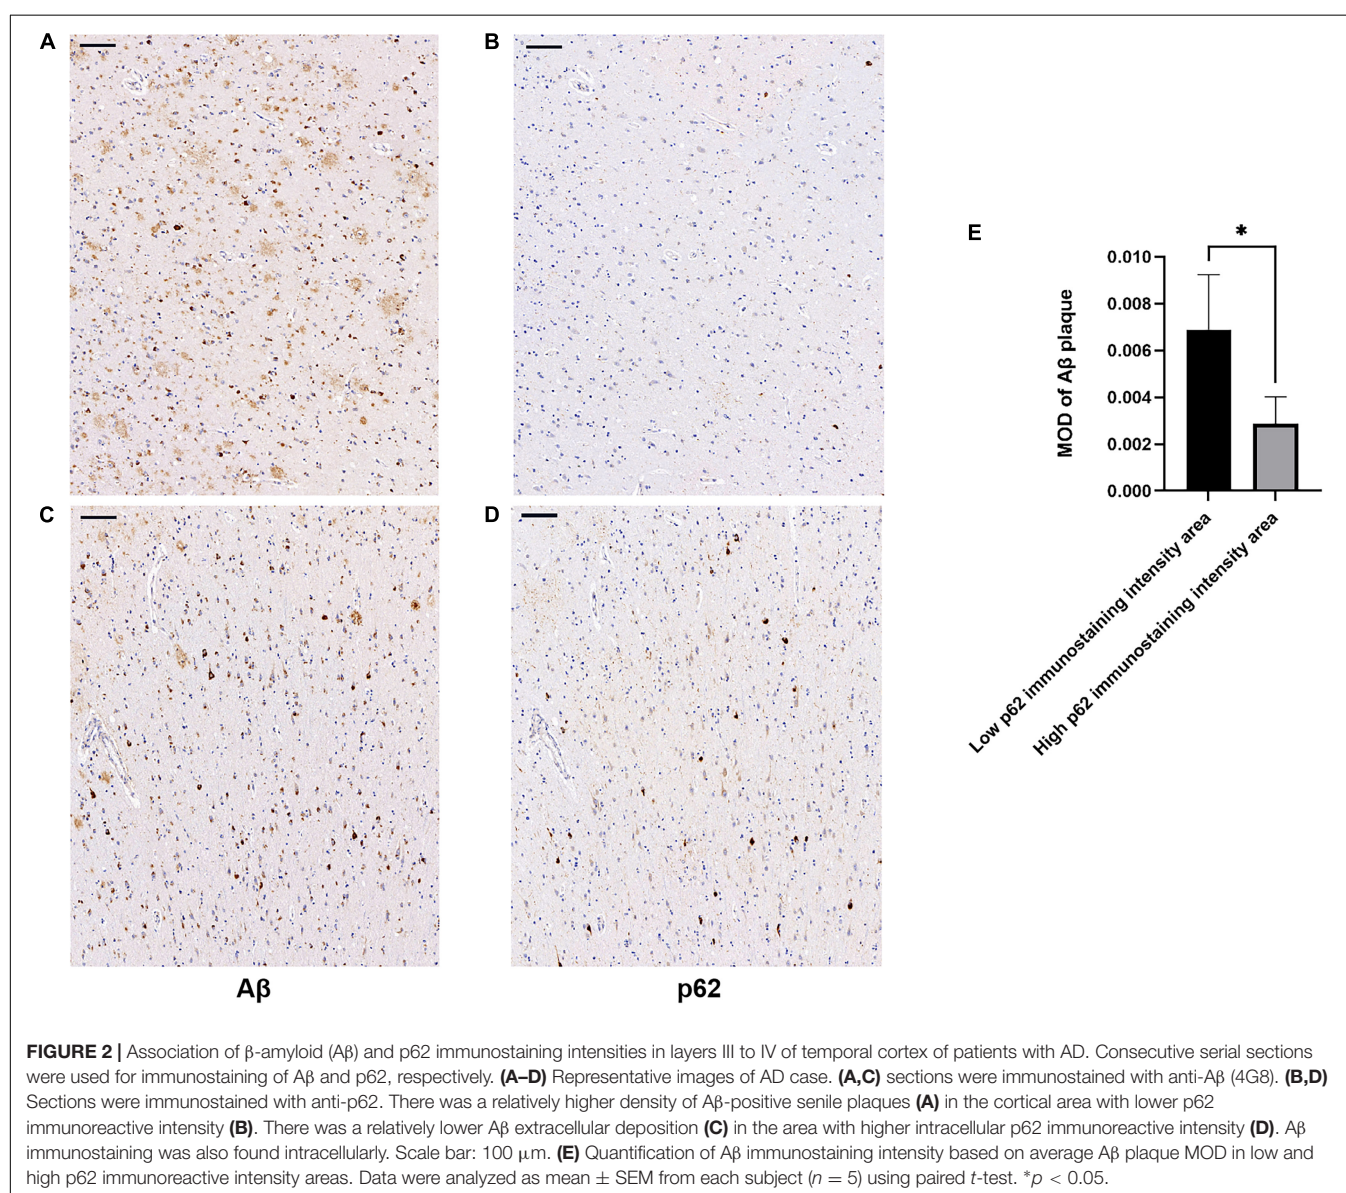 A
B
C
D
Aβ
p62
E
*
0.010
0.008
0.006
0.004
0.002
0.000
MOD of Aβ plaque
Low p62 immunostaining intensity area
High p62 immunostaining intensity area
FIGURE 2 | Association of β-amyloid (Aβ) and p62 immunostaining intensities in layers III to IV of temporal cortex of patients with AD. Consecutive serial sections
were used for immunostaining of Aβ and p62, respectively. (A–D) Representative images of AD case. (A,C) sections were immunostained with anti-Aβ (4G8). (B,D)
Sections were immunostained with anti-p62. There was a relatively higher density of Aβ-positive senile plaques (A) in the cortical area with lower p62
immunoreactive intensity (B). There was a relatively lower Aβ extracellular deposition (C) in the area with higher intracellular p62 immunoreactive intensity (D). Aβ
immunostaining was also found intracellularly. Scale bar: 100 μm. (E) Quantification of Aβ immunostaining intensity based on average Aβ plaque MOD in low and
high p62 immunoreactive intensity areas. Data were analyzed as mean ± SEM from each subject (n = 5) using paired t-test. *p < 0.05.